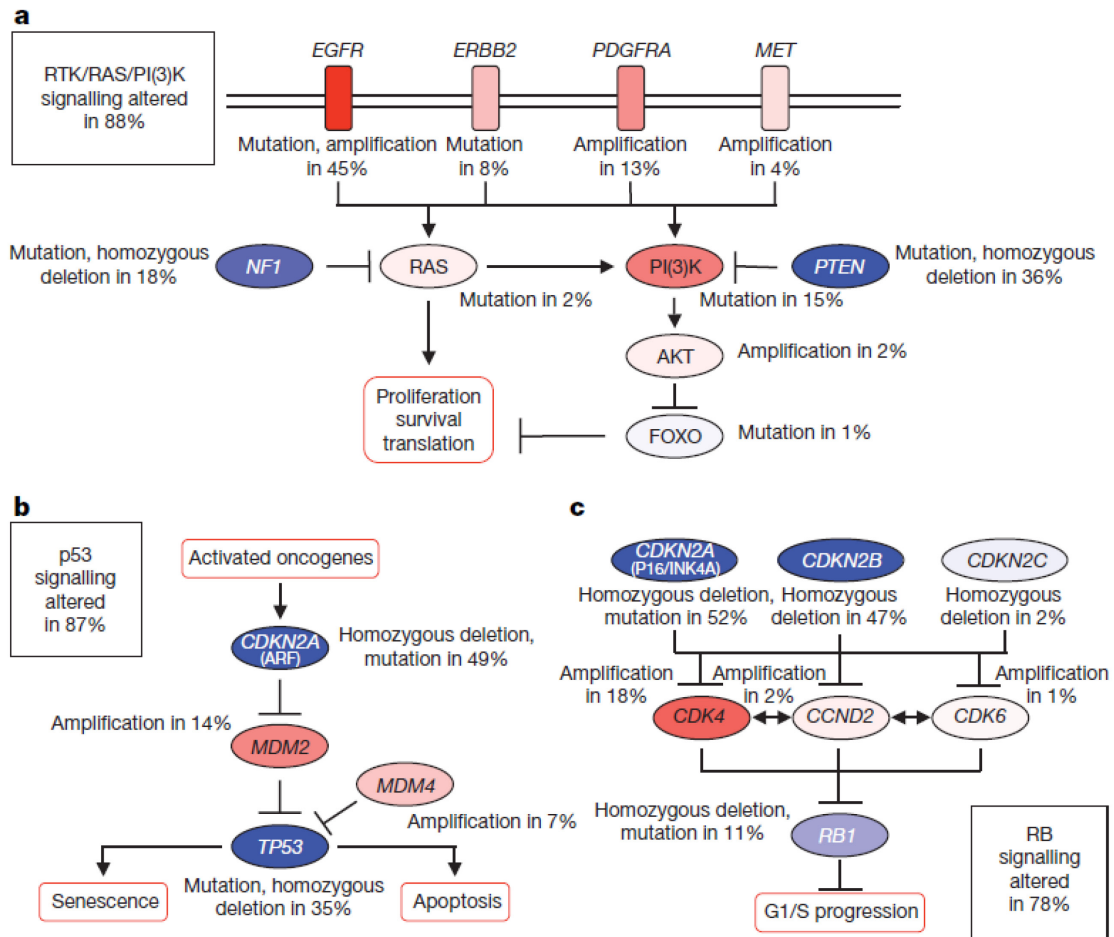 a
RTK/RAS/PI(3)K
signalling altered
in 88%
EGFR
ERBB2
PDGFRA
MET
Mutation, amplification
in 45%
Mutation
in 8%
Amplification
in 13%
Amplification
in 4%
Mutation, homozygous
deletion in 18%
NF1
RAS
Mutation in 2%
PI(3)K
Mutation in 15%
PTEN
Mutation, homozygous
deletion in 36%
AKT
Amplification in 2%
Proliferation
survival
translation
FOXO
Mutation in 1%
b
p53
signalling
altered
in 87%
Activated oncogenes
CDKN2A
(ARF)
Homozygous deletion,
mutation in 49%
Amplification in 14%
MDM2
MDM4
Amplification in 7%
TP53
Mutation, homozygous
deletion in 35%
Senescence
Apoptosis
c
CDKN2A
(P16/INK4A)
CDKN2B
CDKN2C
Homozygous deletion,
mutation in 52%
Homozygous
deletion in 47%
Homozygous
deletion in 2%
Amplification
in 18%
Amplification
in 2%
Amplification
in 1%
CDK4
CCND2
CDK6
Homozygous deletion,
mutation in 11%
RB1
G1/S progression
RB
signalling
altered
in 78%